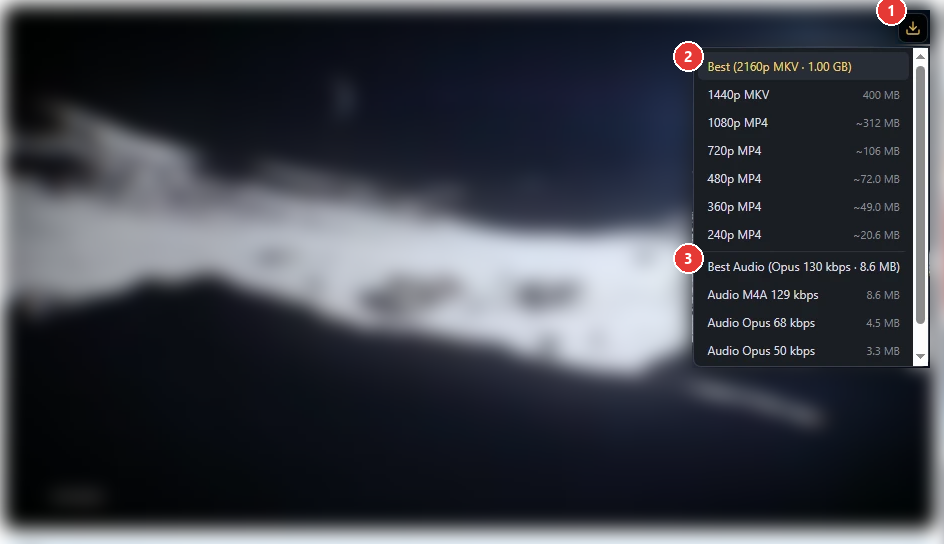 1
2
Best (2160p MKV · 1.00 GB)
1440p MKV 400 MB
1080p MP4 ~312 MB
720p MP4 ~106 MB
480p MP4 ~72.0 MB
360p MP4 ~49.0 MB
240p MP4 ~20.6 MB
3
Best Audio (Opus 130 kbps · 8.6 MB)
Audio M4A 129 kbps 8.6 MB
Audio Opus 68 kbps 4.5 MB
Audio Opus 50 kbps 3.3 MB